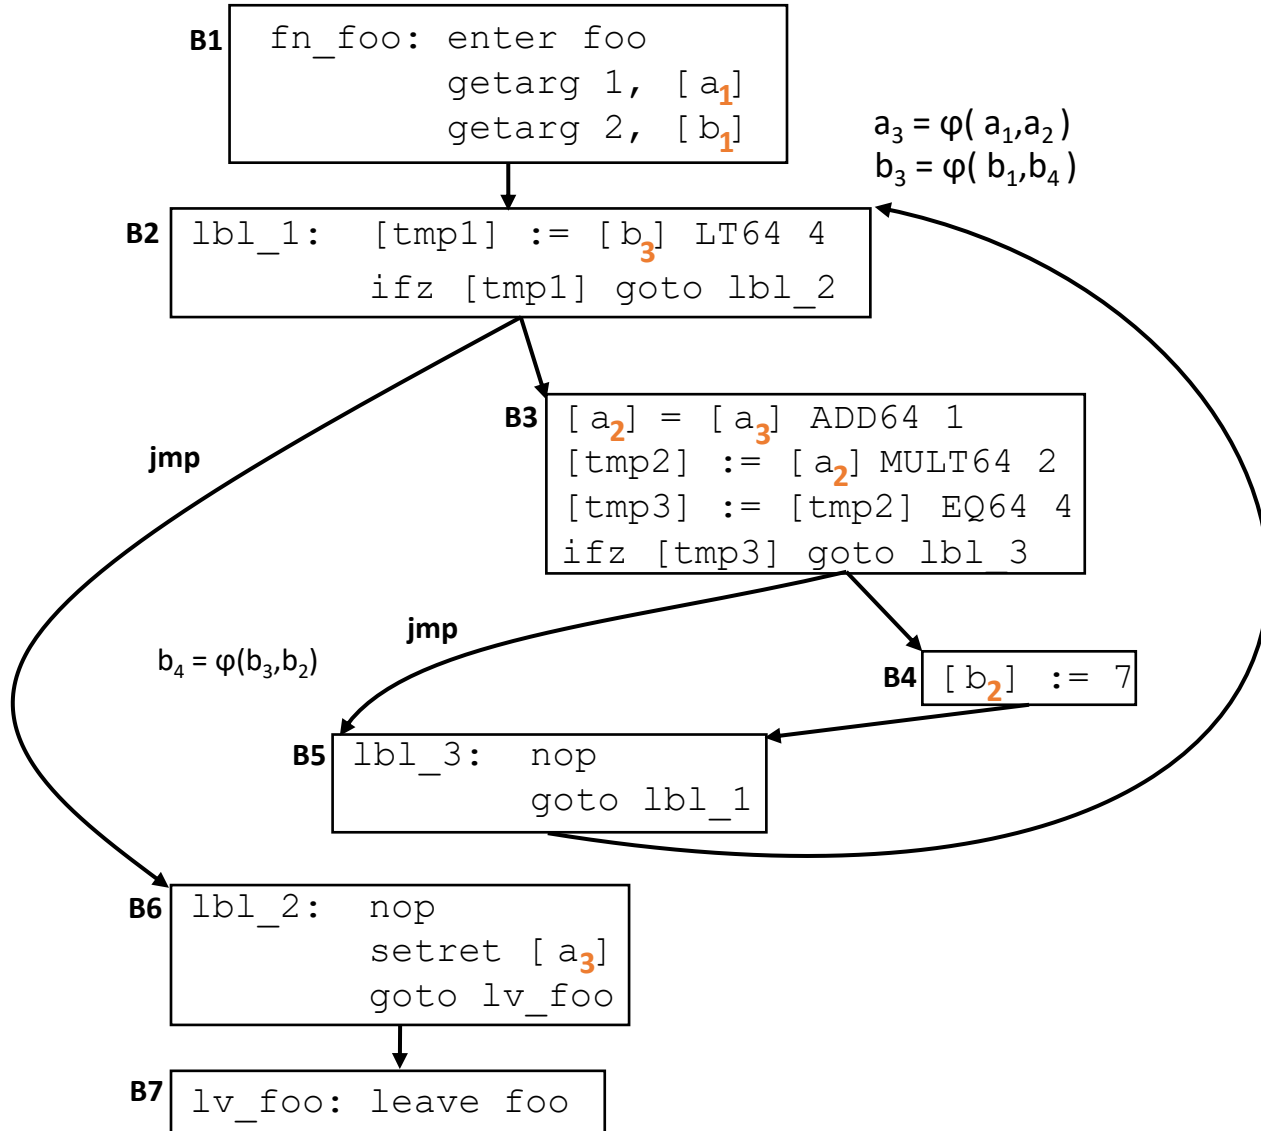 B1
fn_foo: enter foo
getarg 1, [a₁]
getarg 2, [b₁]
a₃ = φ( a₁,a₂ )
b₃ = φ( b₁,b₄ )
B2
lbl_1: [tmp1] := [b₃] LT64 4
ifz [tmp1] goto lbl_2
B3
[a₂] = [a₃] ADD64 1
[tmp2] := [a₂] MULT64 2
[tmp3] := [tmp2] EQ64 4
ifz [tmp3] goto lbl_3
jmp
jmp
b₄ = φ(b₃,b₂)
B4
[b₂] := 7
B5
lbl_3: nop
goto lbl_1
B6
lbl_2: nop
setret [a₃]
goto lv_foo
B7
lv_foo: leave foo